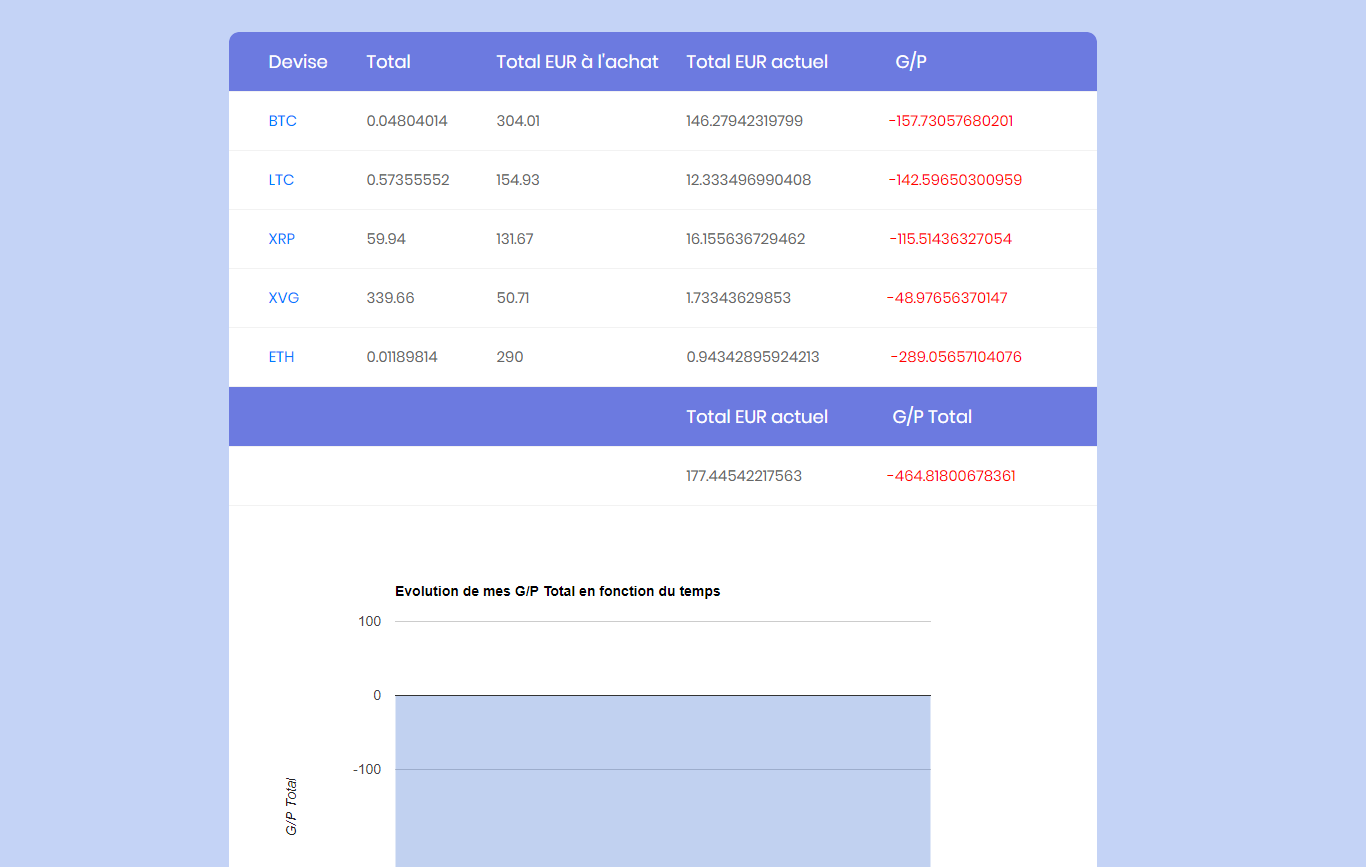 Devise Total Total EUR à l'achat Total EUR actuel G/P
BTC 0.04804014 304.01 146.27942319799 -157.73057680201
LTC 0.57355552 154.93 12.333496990408 -142.59650300959
XRP 59.94 131.67 16.155636729462 -115.51436327054
XVG 339.66 50.71 1.73343629853 -48.97656370147
ETH 0.01189814 290 0.94342895924213 -289.05657104076
Total EUR actuel G/P Total
177.44542217563 -464.81800678361
Evolution de mes G/P Total en fonction du temps
100
0
-100
G/P Total